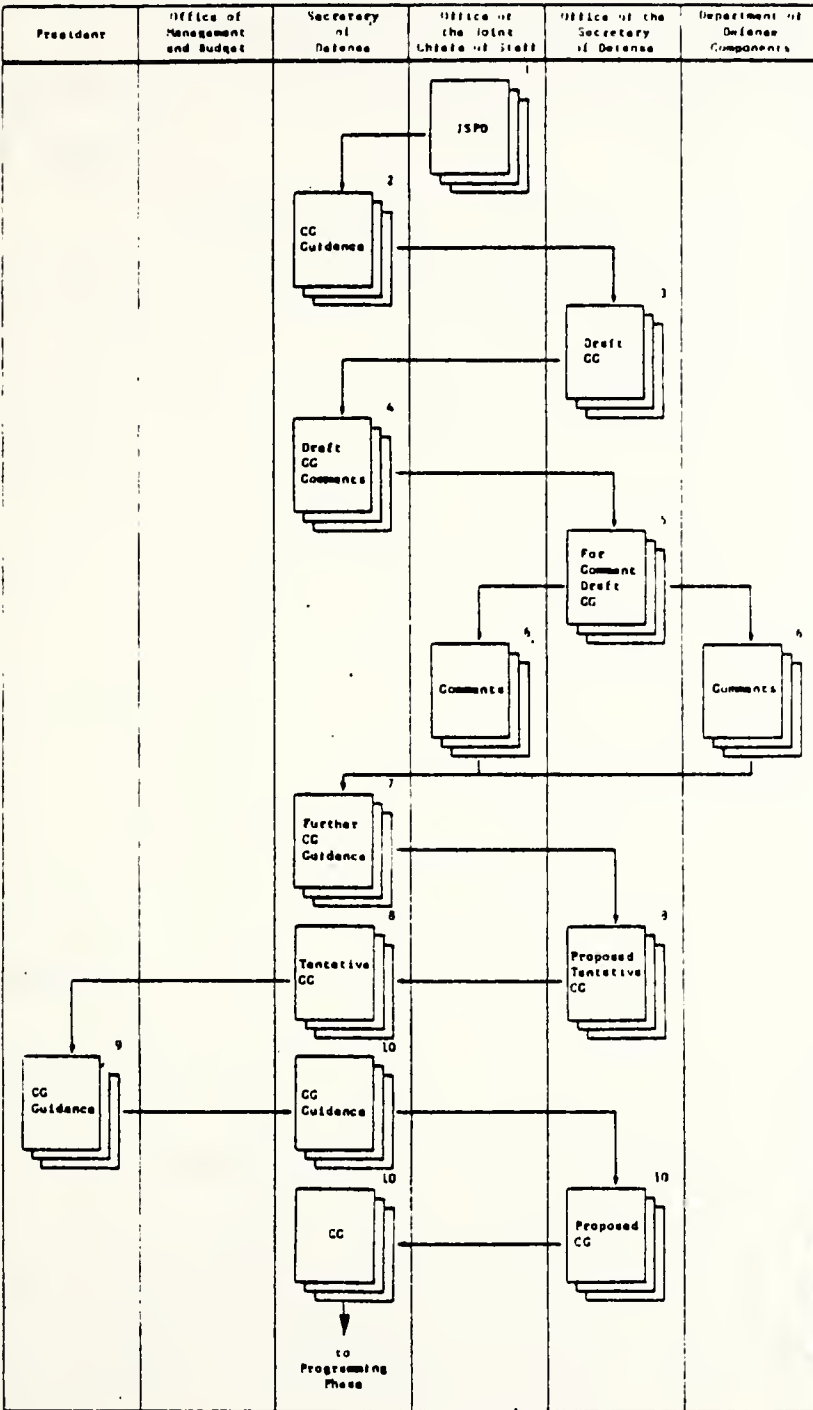 President
Office of
Management
and Budget
Secretary
of
Defense
Office of
the Joint
Chiefs of Staff
Office of the
Secretary
of Defense
Department of
Defense
Components
1
JSPD
2
CG
Guidance
3
Draft
CG
4
Draft
CG
Comments
5
For
Comment
Draft
CG
6
Comments
6
Comments
7
Further
CG
Guidance
8
Tentative
CG
8
Proposed
Tentative
CG
9
CG
Guidance
10
CG
Guidance
10
CG
10
Proposed
CG
to
Programming
Phase